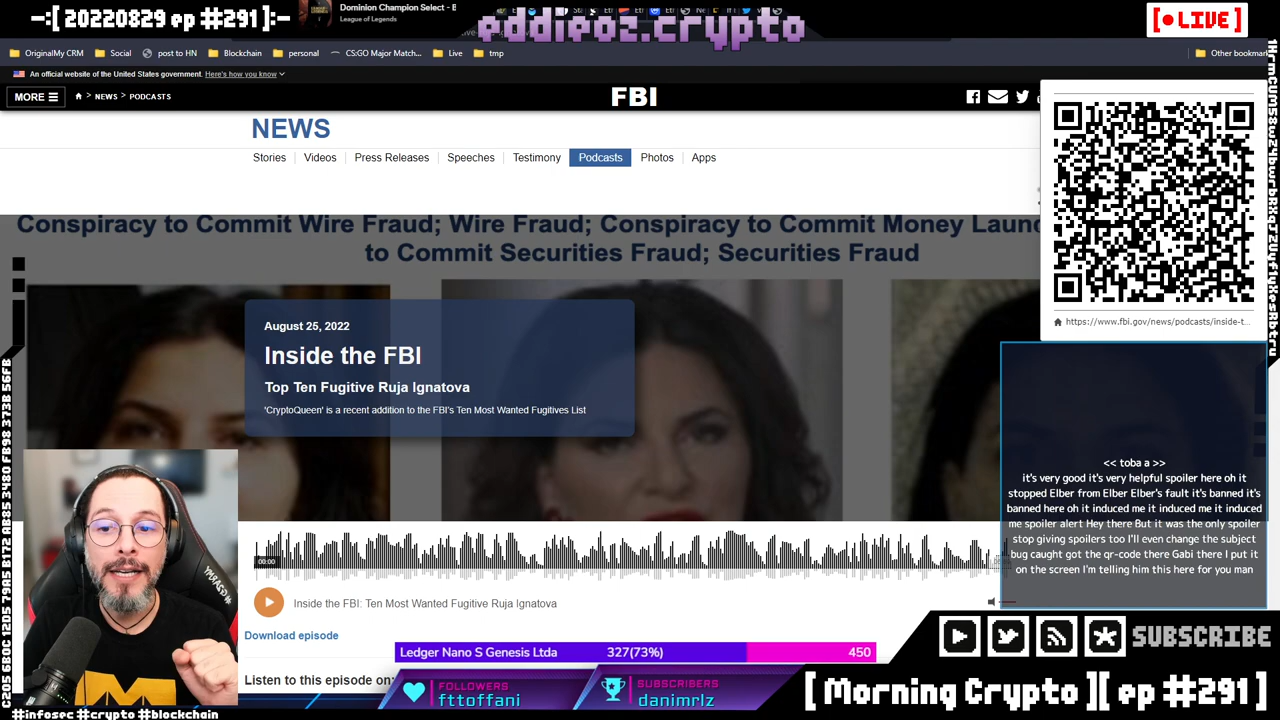 -:[ 20220829 ep #291 ]:-
Dominion Champion Select - B
League of Legends
eddieoz.crypto
[•LIVE]
OriginalMy CRM
Social
post to HN
Blockchain
personal
CS:GO Major Match...
Live
tmp
Other bookmar
An official website of the United States government. Here's how you know
MORE
> NEWS > PODCASTS
FBI
NEWS
Stories
Videos
Press Releases
Speeches
Testimony
Podcasts
Photos
Apps
Conspiracy to Commit Wire Fraud; Wire Fraud; Conspiracy to Commit Money Laun
to Commit Securities Fraud; Securities Fraud
August 25, 2022
Inside the FBI
Top Ten Fugitive Ruja Ignatova
'CryptoQueen' is a recent addition to the FBI's Ten Most Wanted Fugitives List
https://www.fbi.gov/news/podcasts/inside-t...
<< toba a >>
it's very good it's very helpful spoiler here oh it
stopped Elber from Elber Elber's fault it's banned it's
banned here oh it induced me it induced me it induced
me spoiler alert Hey there But it was the only spoiler
stop giving spoilers too I'll even change the subject
bug caught got the qr-code there Gabi there I put it
on the screen I'm telling him this here for you man
00:00
Inside the FBI: Ten Most Wanted Fugitive Ruja Ignatova
Download episode
Listen to this episode on:
Ledger Nano S Genesis Ltda
327(73%)
450
FOLLOWERS
fttoffani
SUBSCRIBERS
danimrlz
SUBSCRIBE
[ Morning Crypto ][ ep #291 ]
#infosec #crypto #blockchain